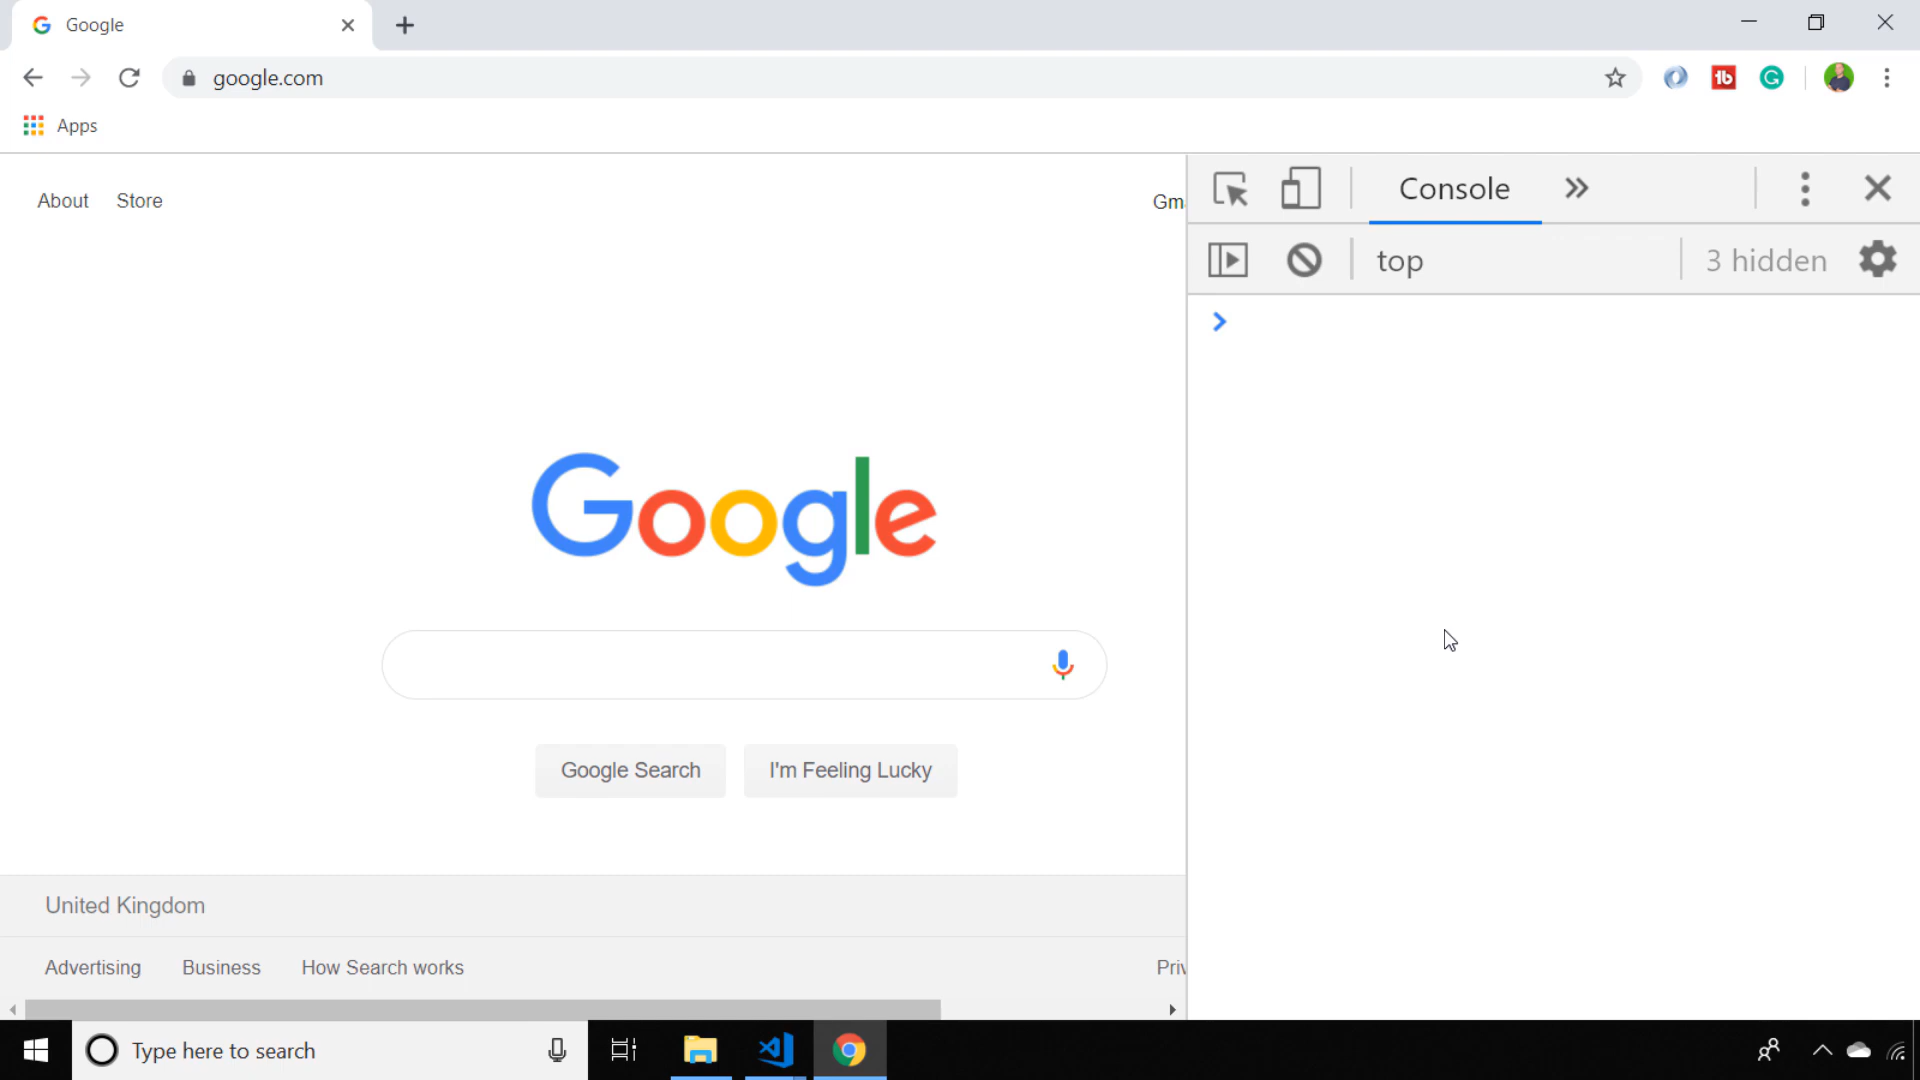 Google
google.com
Apps
About Store Gm
Console
top 3 hidden
Google
Google Search I'm Feeling Lucky
United Kingdom
Advertising Business How Search works Priv
Type here to search